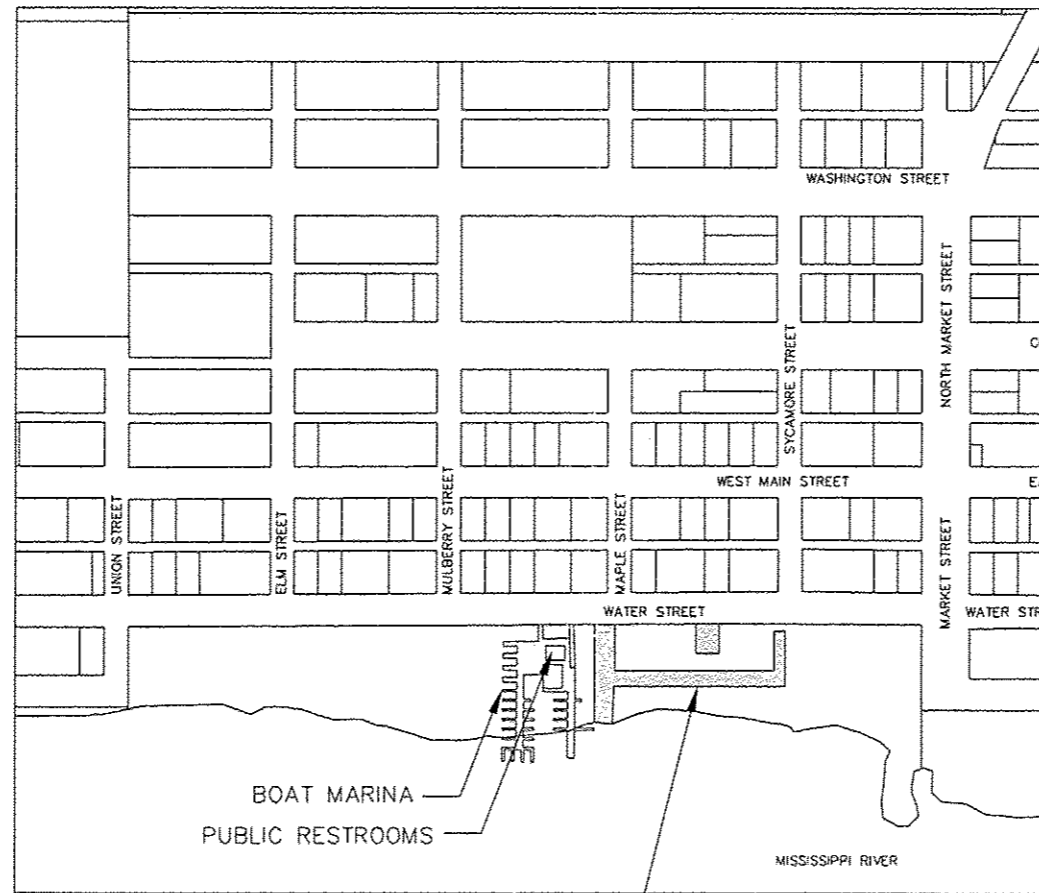 WASHINGTON STREET
NORTH MARKET STREET
SYCAMORE STREET
WEST MAIN STREET
UNION STREET
ELM STREET
MULBERRY STREET
MAPLE STREET
MARKET STREET
WATER STREET
WATER STR
BOAT MARINA
PUBLIC RESTROOMS
MISSISSIPPI RIVER